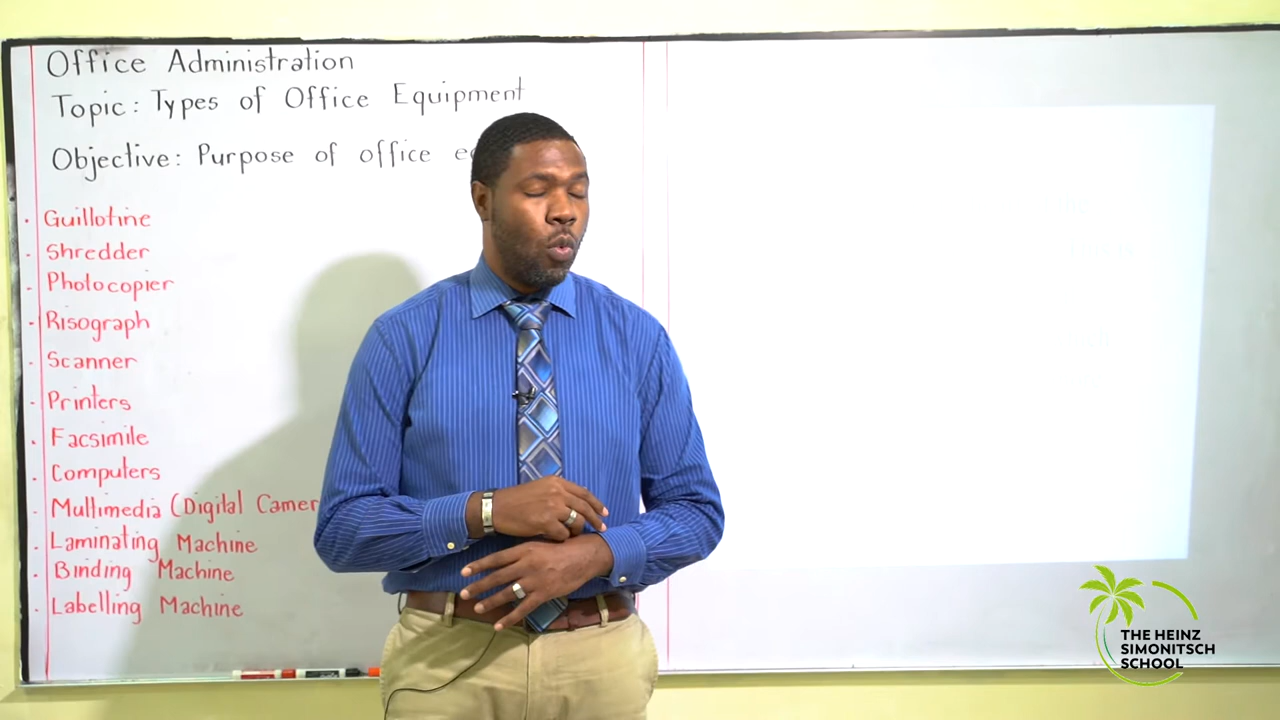 Office Administration
Topic: Types of Office Equipment
Objective: Purpose of office
• Guillotine
• Shredder
• Photocopier
• Risograph
• Scanner
• Printers
• Facsimile
• Computers
• Multimedia (Digital
• Laminating Machine
• Binding Machine
• Labelling Machine
THE HEINZ
SIMONITSCH
SCHOOL